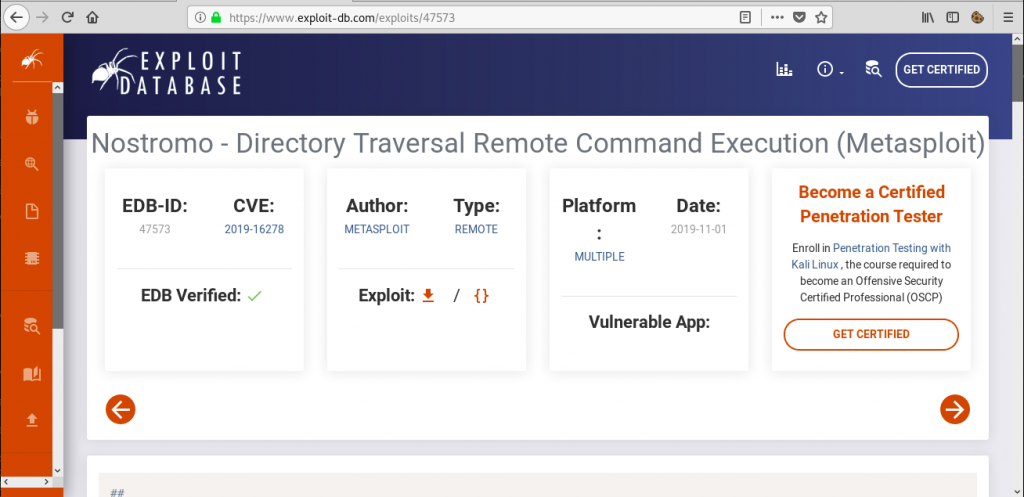 https://www.exploit-db.com/exploits/47573
EXPLOIT
DATABASE
GET CERTIFIED
Nostromo - Directory Traversal Remote Command Execution (Metasploit)
EDB-ID:
47573
CVE:
2019-16278
EDB Verified:
Author:
METASPLOIT
Type:
REMOTE
Exploit: / {}
Platform
:
MULTIPLE
Date:
2019-11-01
Vulnerable App:
Become a Certified
Penetration Tester
Enroll in Penetration Testing with
Kali Linux , the course required to
become an Offensive Security
Certified Professional (OSCP)
GET CERTIFIED
##